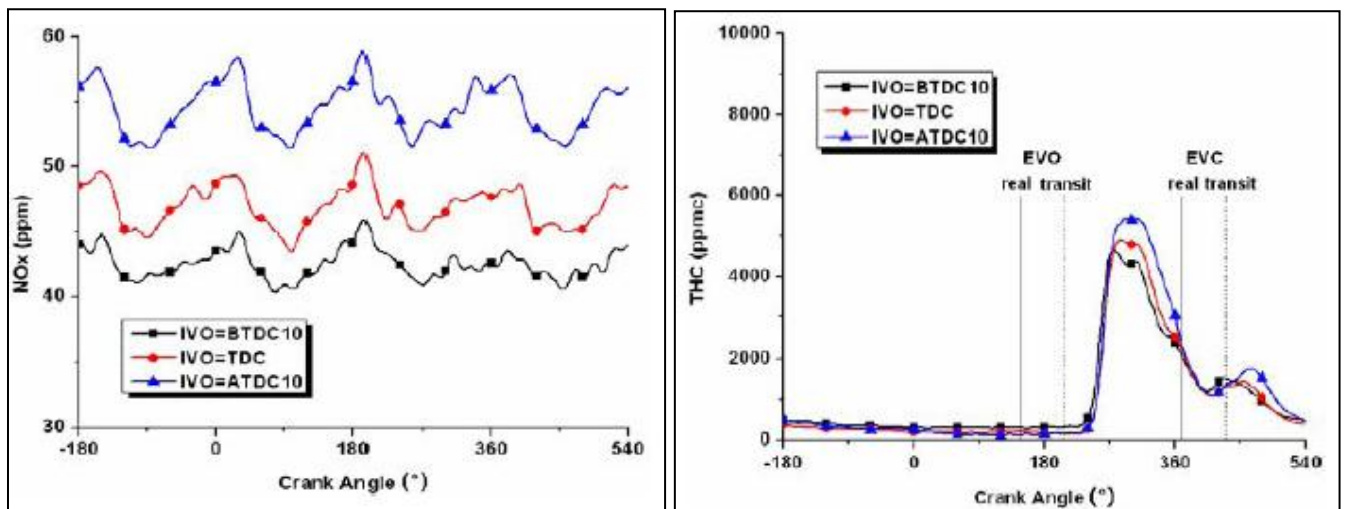 60
50
40
30
NOx (ppm)
IVO=BTDC10
IVO=TDC
IVO=ATDC10
-180
0
180
360
540
Crank Angle (°)
10000
8000
6000
4000
2000
0
THC (ppmc)
IVO=BTDC10
IVO=TDC
IVO=ATDC10
EVO
real transit
EVC
real transit
-180
0
180
360
540
Crank Angle (°)